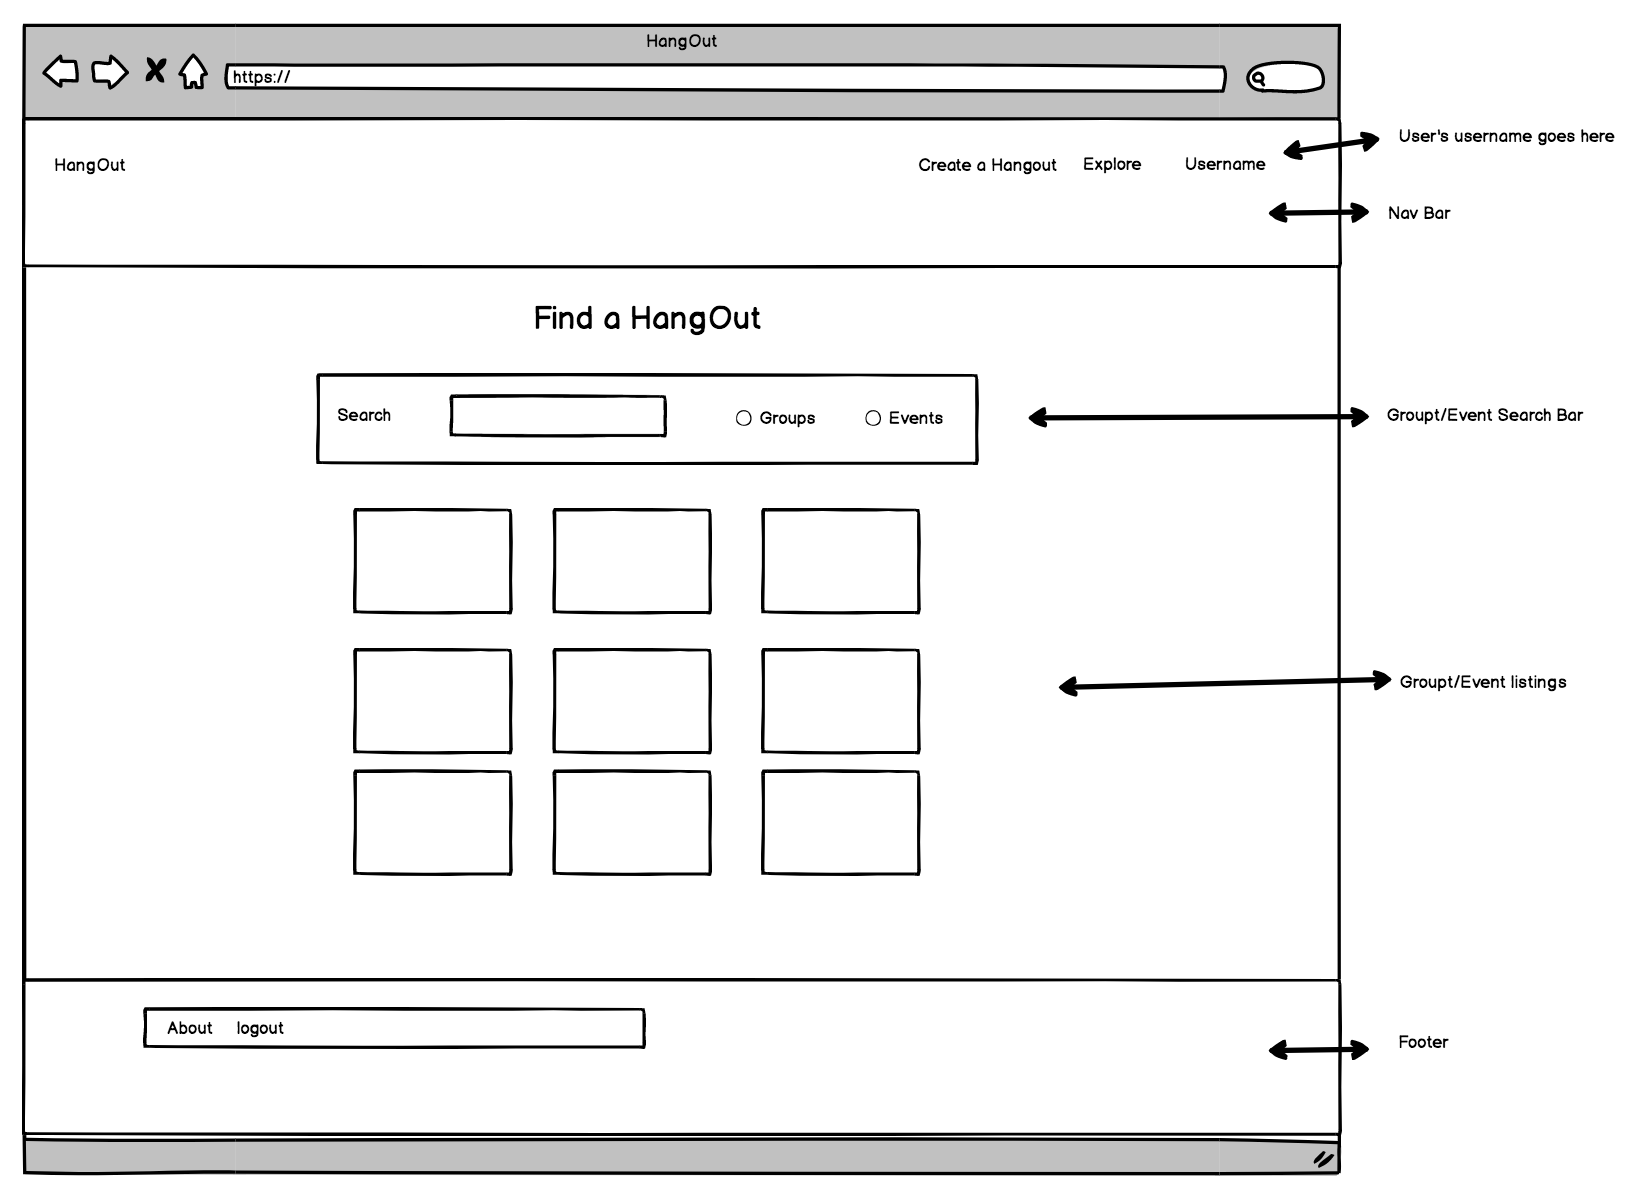 HangOut
https://
User's username goes here
HangOut
Create a Hangout
Explore
Username
Nav Bar
Find a HangOut
Search
Groups
Events
Groupt/Event Search Bar
Groupt/Event listings
About
logout
Footer